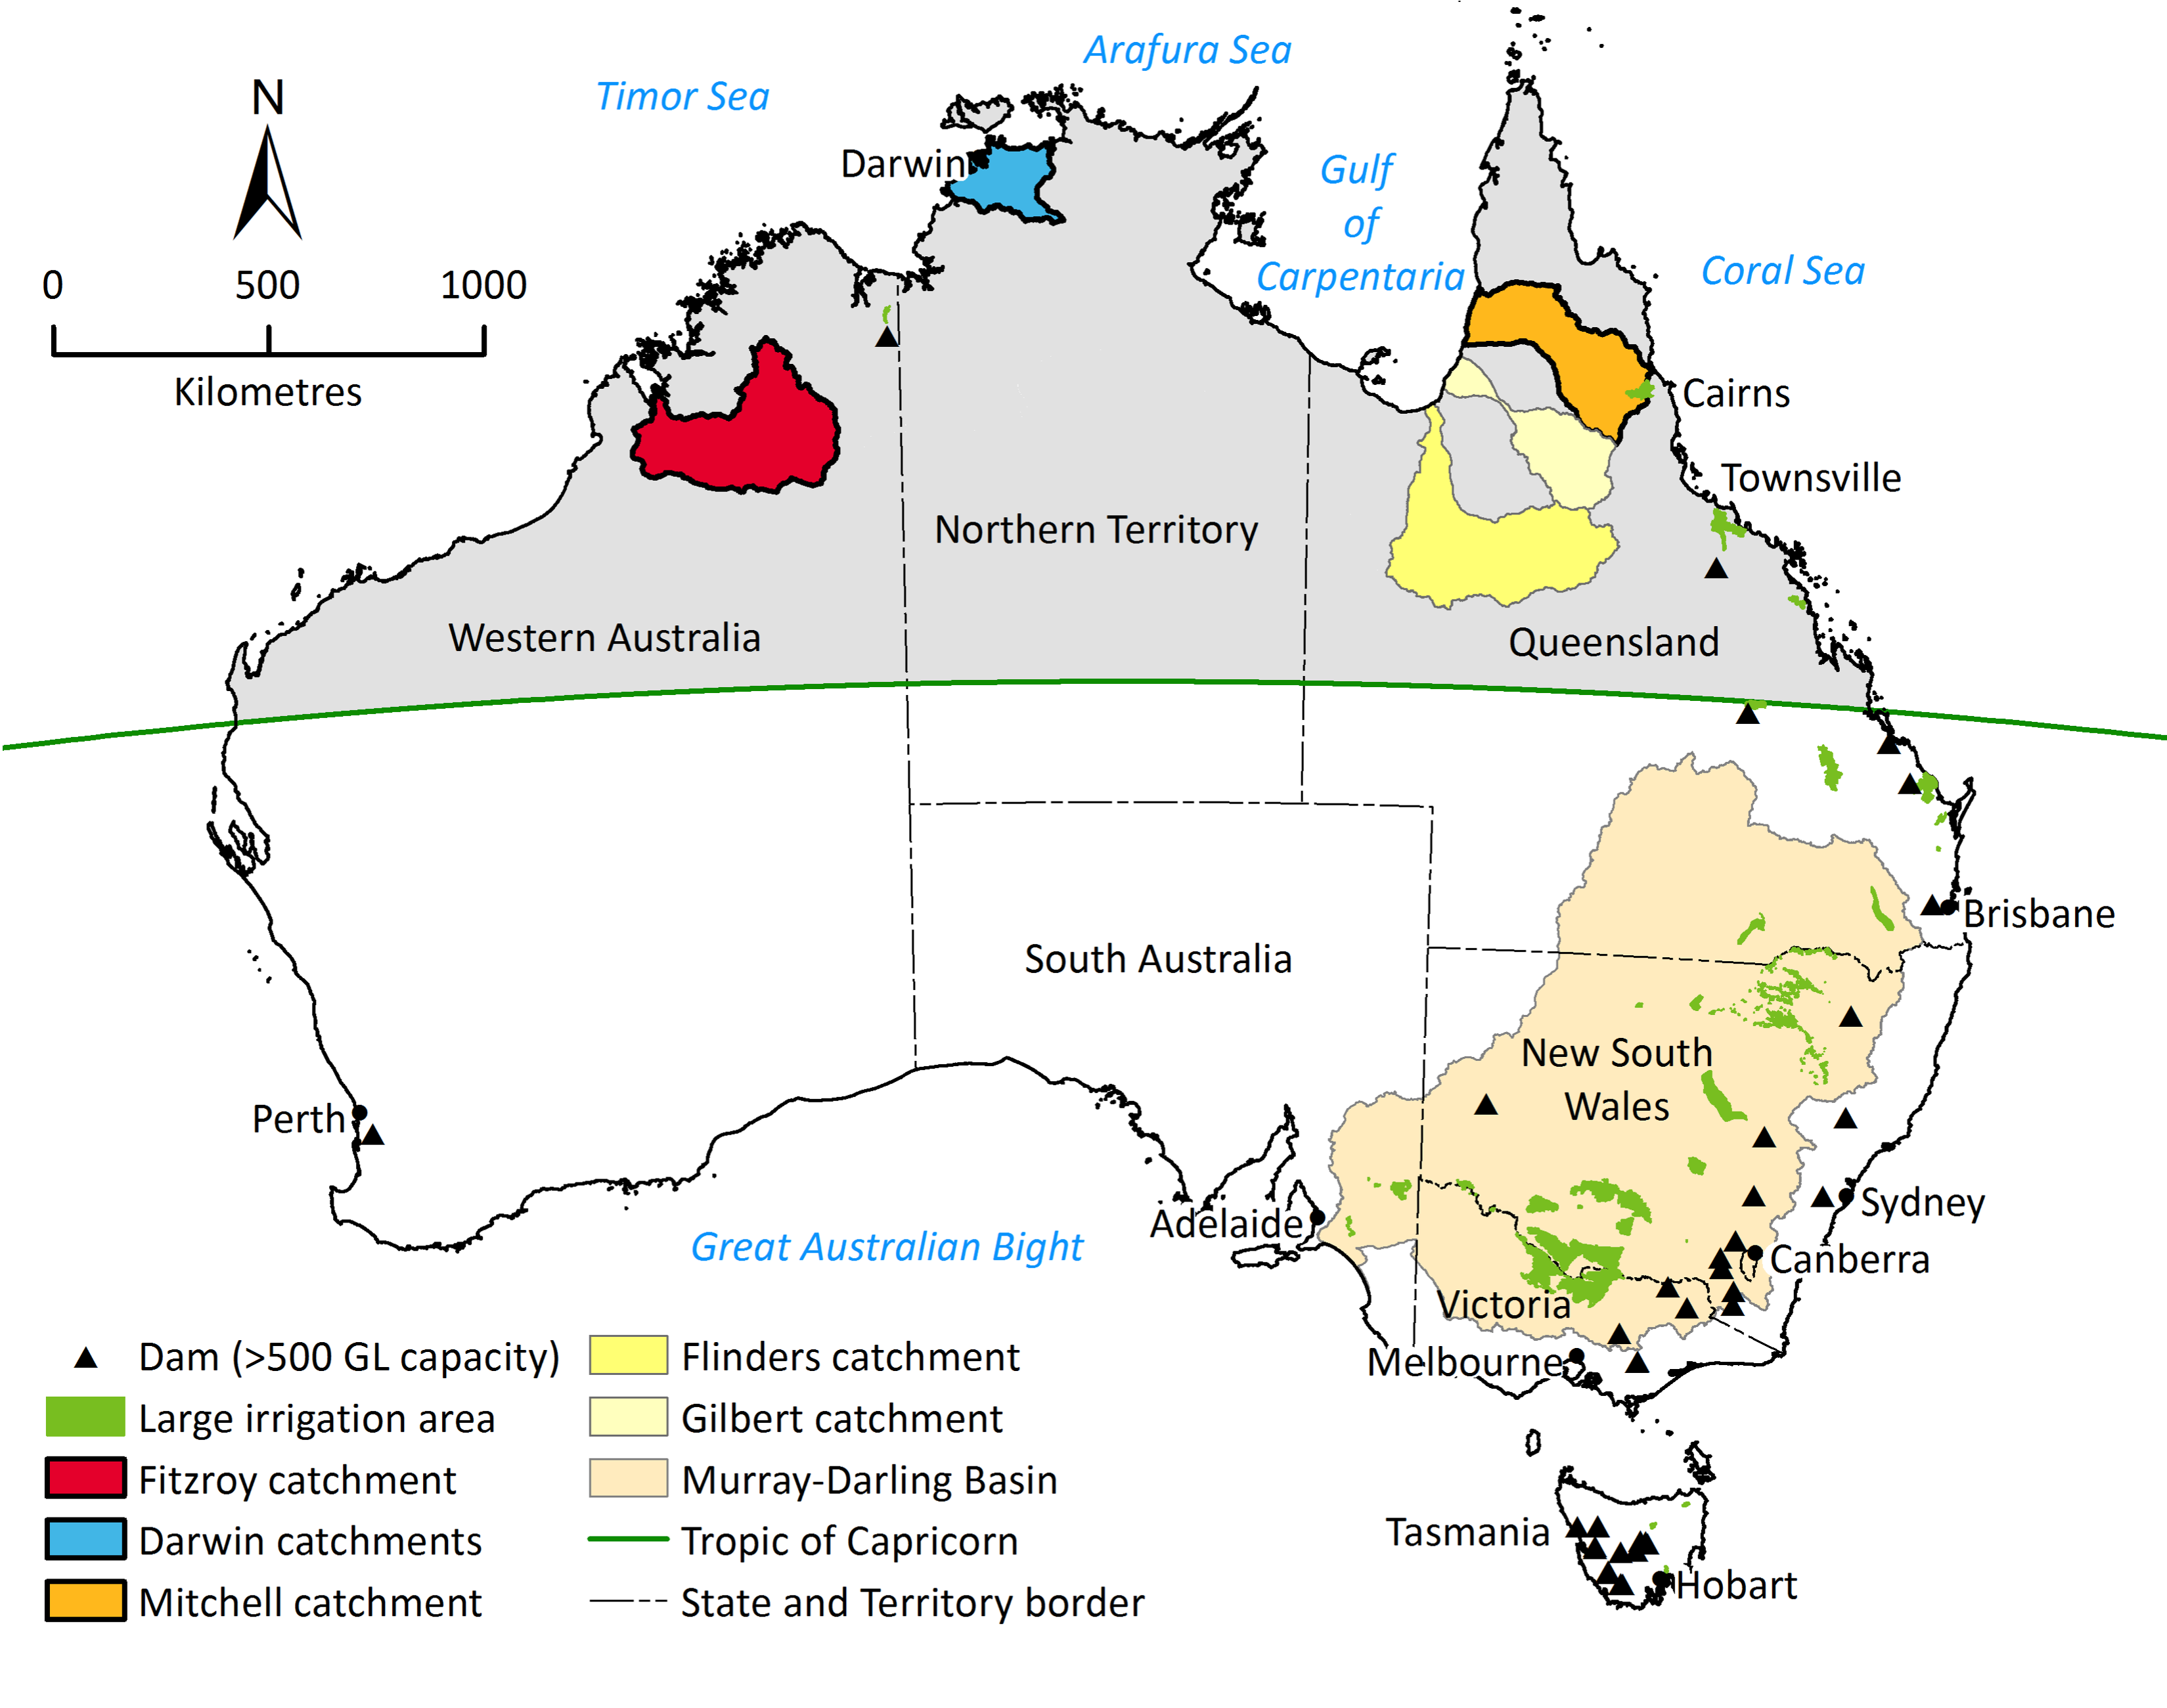 Arafura Sea
Timor Sea
N
Darwin
Gulf
of
Carpentaria
Coral Sea
0 500 1000
Kilometres
Cairns
Townsville
Northern Territory
Western Australia
Queensland
Brisbane
South Australia
New South
Wales
Perth
Sydney
Adelaide
Great Australian Bight
Canberra
Victoria
Melbourne
Tasmania
Hobart
Dam (>500 GL capacity)
Large irrigation area
Fitzroy catchment
Darwin catchments
Mitchell catchment
Flinders catchment
Gilbert catchment
Murray-Darling Basin
Tropic of Capricorn
State and Territory border